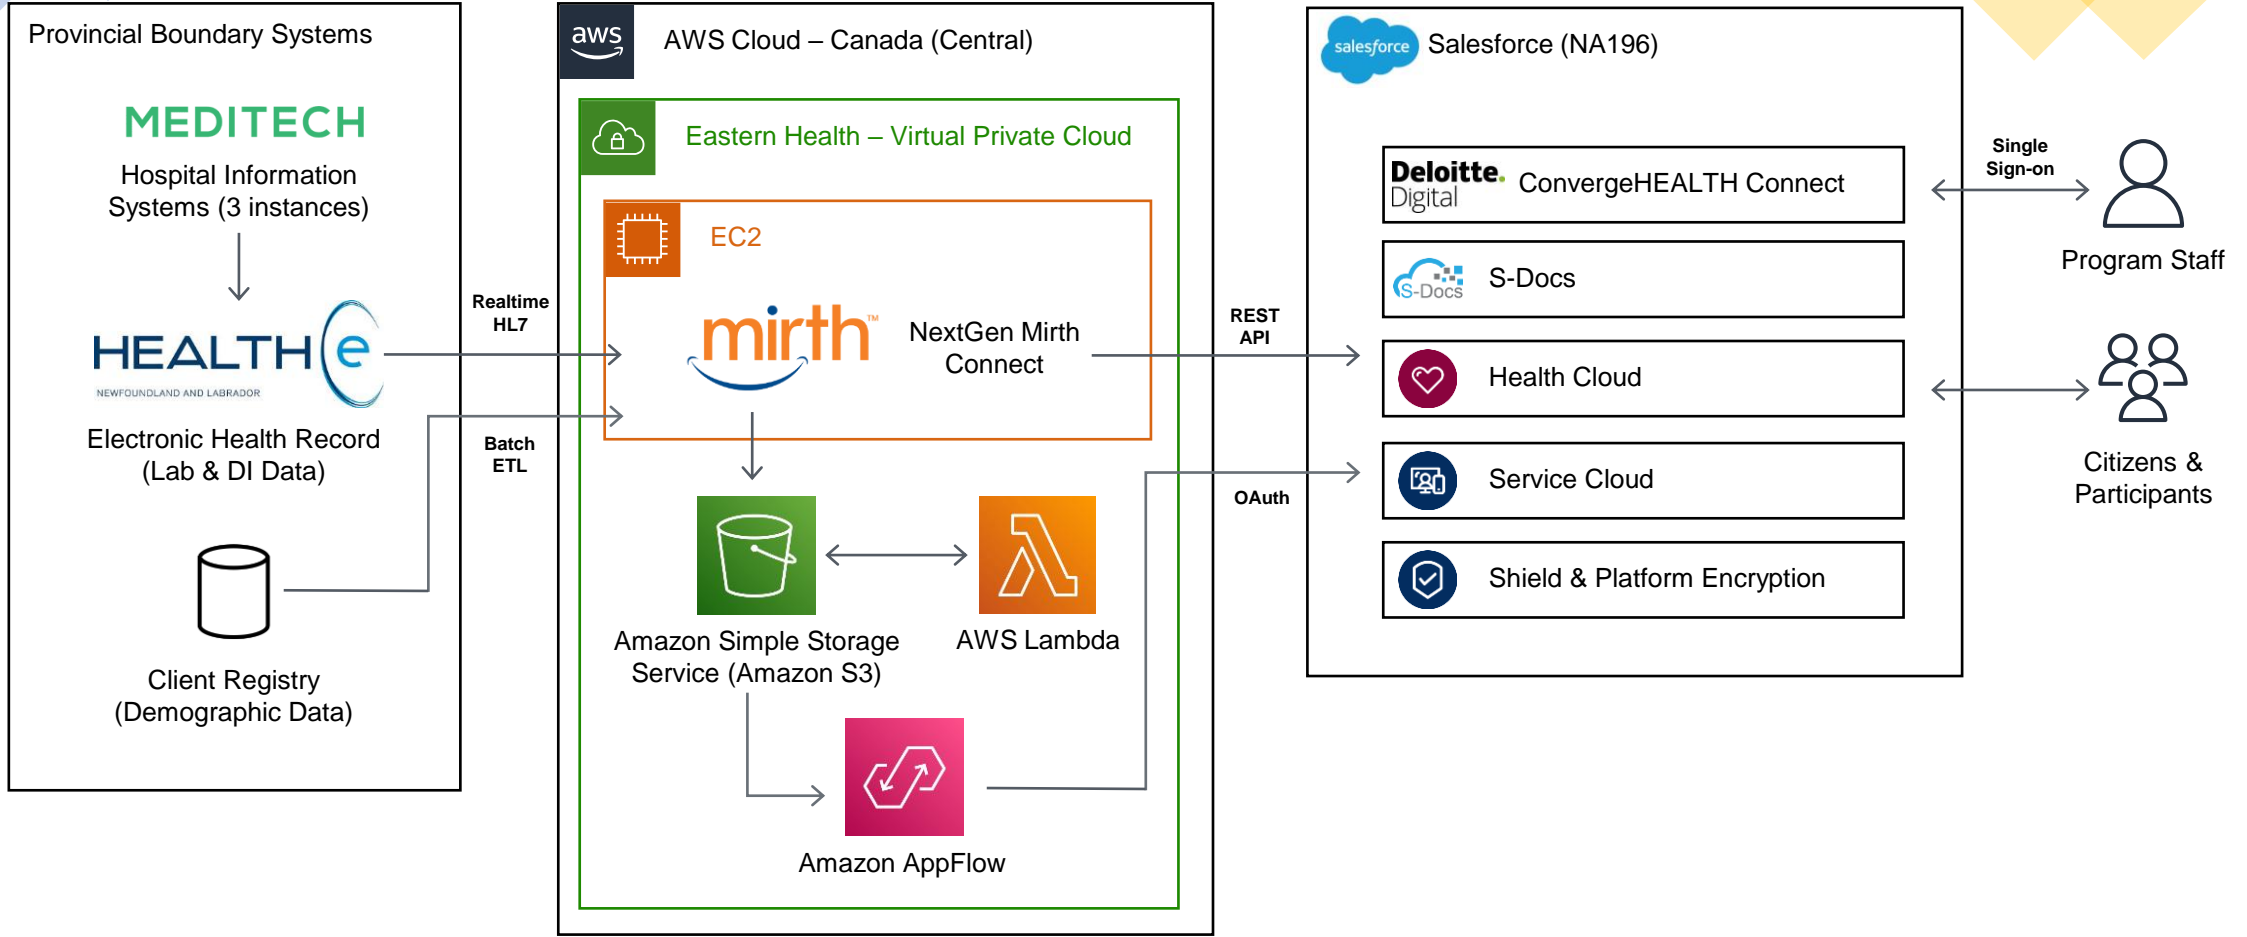 Provincial Boundary Systems
MEDITECH
Hospital Information
Systems (3 instances)
HEALTH e
NEWFOUNDLAND AND LABRADOR
Electronic Health Record
(Lab & DI Data)
Client Registry
(Demographic Data)
Realtime
HL7
Batch
ETL
aws
AWS Cloud – Canada (Central)
Eastern Health – Virtual Private Cloud
EC2
mirth™
NextGen Mirth
Connect
Amazon Simple Storage
Service (Amazon S3)
AWS Lambda
Amazon AppFlow
REST
API
OAuth
salesforce
Salesforce (NA196)
Deloitte.
Digital
ConvergeHEALTH Connect
S-Docs
S-Docs
Health Cloud
Service Cloud
Shield & Platform Encryption
Single
Sign-on
Program Staff
Citizens &
Participants